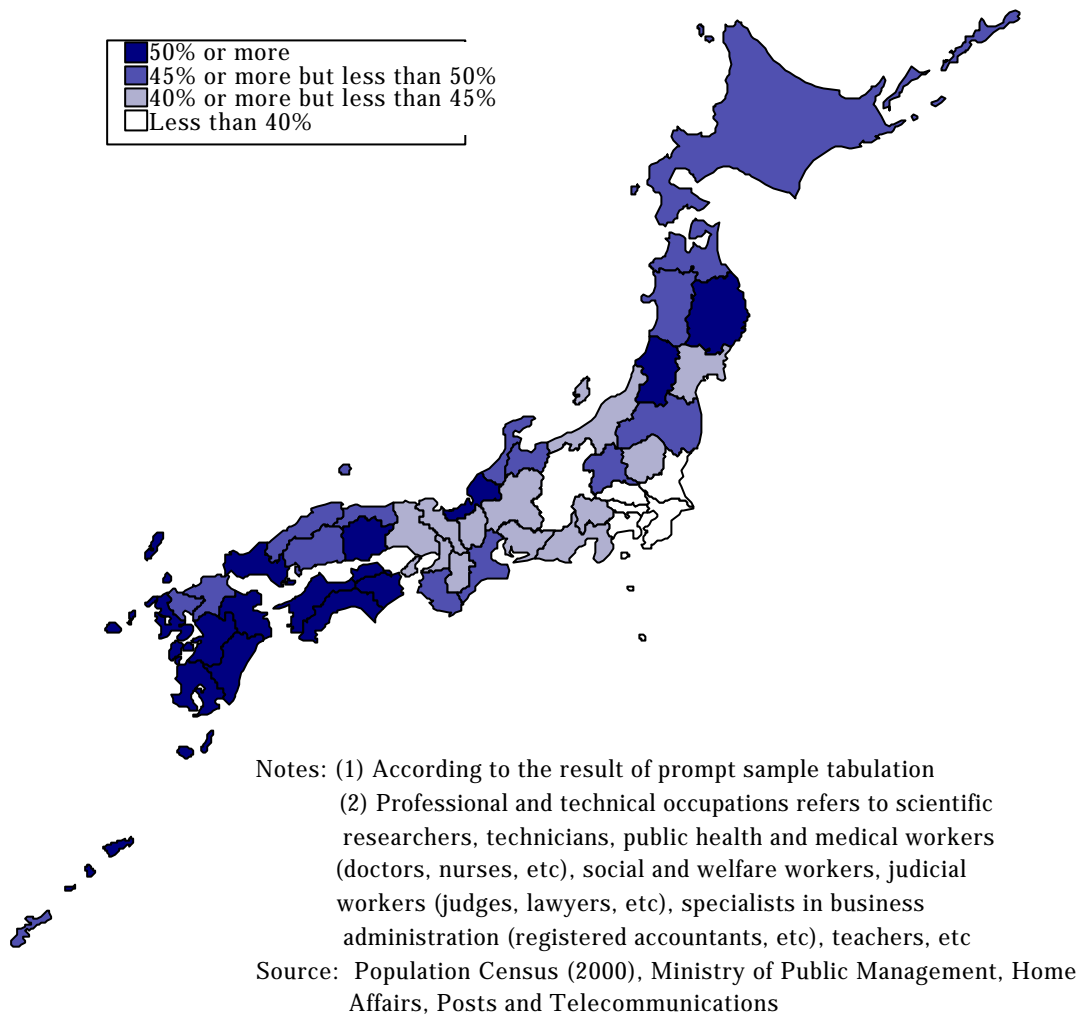 50% or more
45% or more but less than 50%
40% or more but less than 45%
Less than 40%
Notes: (1) According to the result of prompt sample tabulation
(2) Professional and technical occupations refers to scientific
researchers, technicians, public health and medical workers
(doctors, nurses, etc), social and welfare workers, judicial
workers (judges, lawyers, etc), specialists in business
administration (registered accountants, etc), teachers, etc
Source: Population Census (2000), Ministry of Public Management, Home
Affairs, Posts and Telecommunications